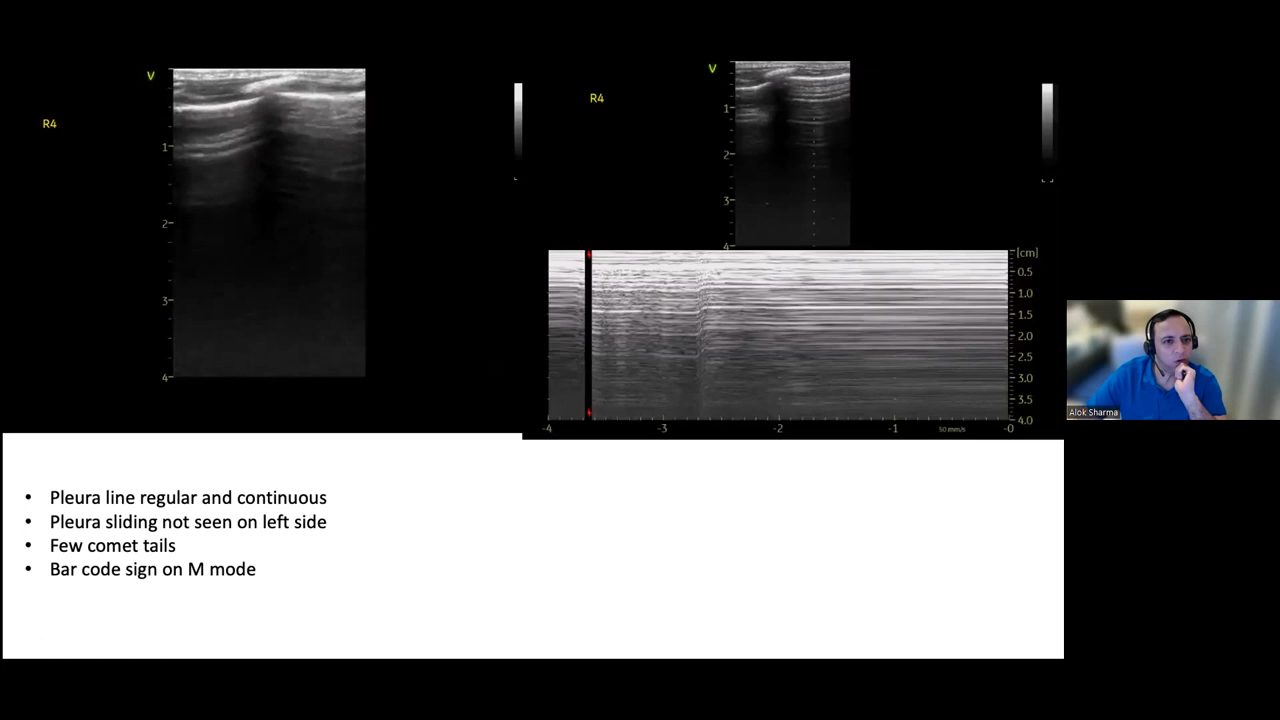 V
R4
1
2
3
4
V
R4
1
2
3
4
[cm]
0.5
1.0
1.5
2.0
2.5
3.0
3.5
4.0
-4 -3 -2 -1 -0
50 mm/s
Alok Sharma
• Pleura line regular and continuous
• Pleura sliding not seen on left side
• Few comet tails
• Bar code sign on M mode